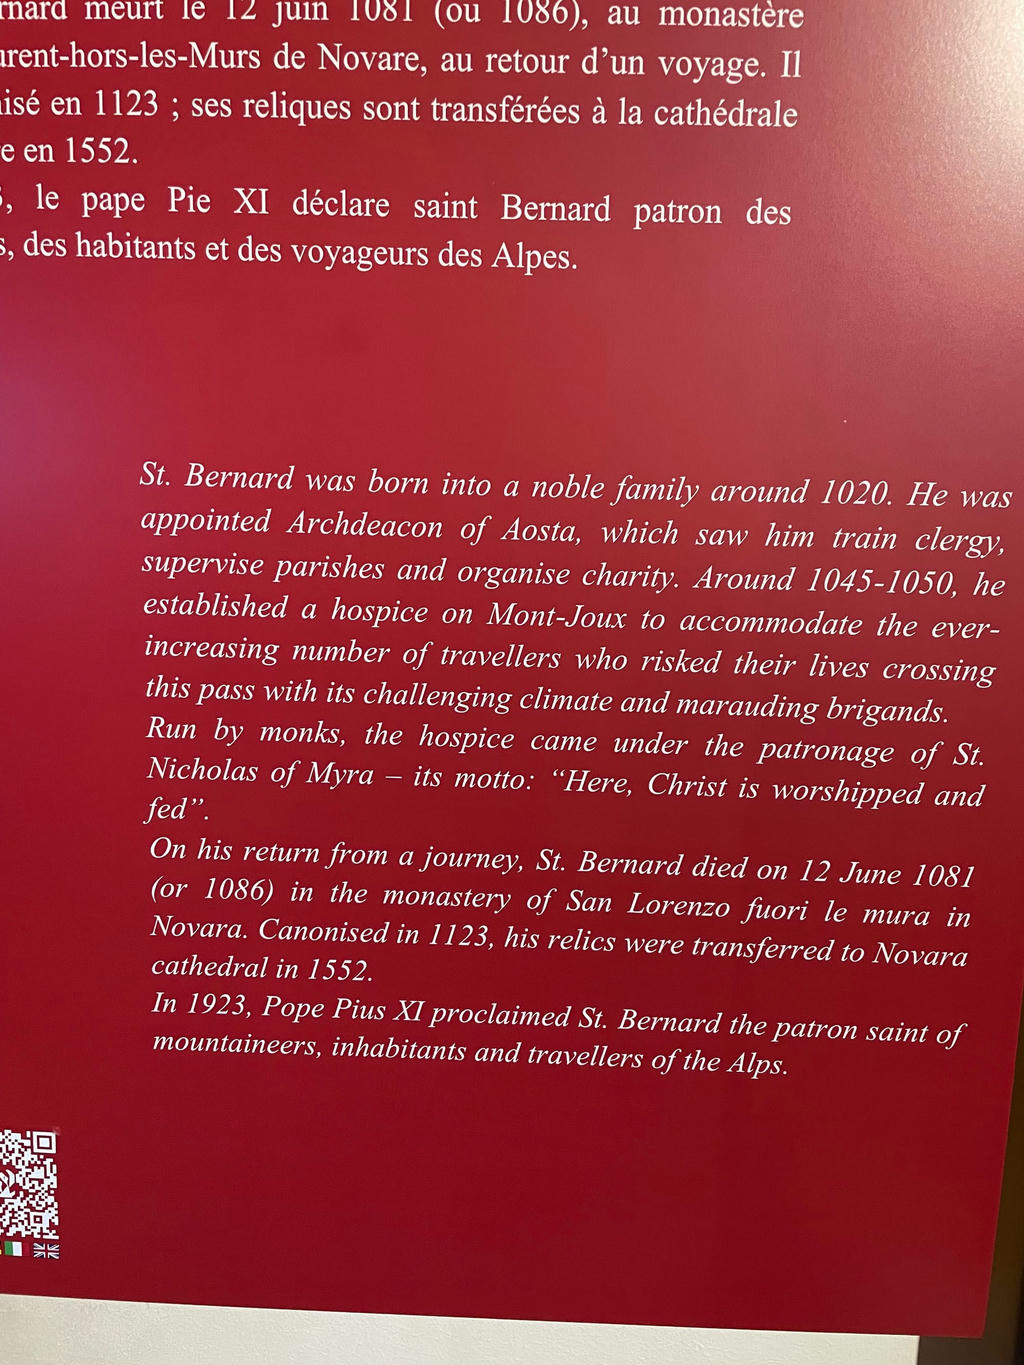 meurt le 12 juin 1081 (ou 1086), au monastère
-hors-les-Murs de Novare, au retour d'un voyage. Il
en 1123 ; ses reliques sont transférées à la cathédrale
en 1552.
, le pape Pie XI déclare saint Bernard patron des
, des habitants et des voyageurs des Alpes.
St. Bernard was born into a noble family around 1020. He was
appointed Archdeacon of Aosta, which saw him train clergy,
supervise parishes and organise charity. Around 1045-1050, he
established a hospice on Mont-Joux to accommodate the ever-
increasing number of travellers who risked their lives crossing
this pass with its challenging climate and marauding brigands.
Run by monks, the hospice came under the patronage of St.
Nicholas of Myra – its motto: “Here, Christ is worshipped and
fed”.
On his return from a journey, St. Bernard died on 12 June 1081
(or 1086) in the monastery of San Lorenzo fuori le mura in
Novara. Canonised in 1123, his relics were transferred to Novara
cathedral in 1552.
In 1923, Pope Pius XI proclaimed St. Bernard the patron saint of
mountaineers, inhabitants and travellers of the Alps.